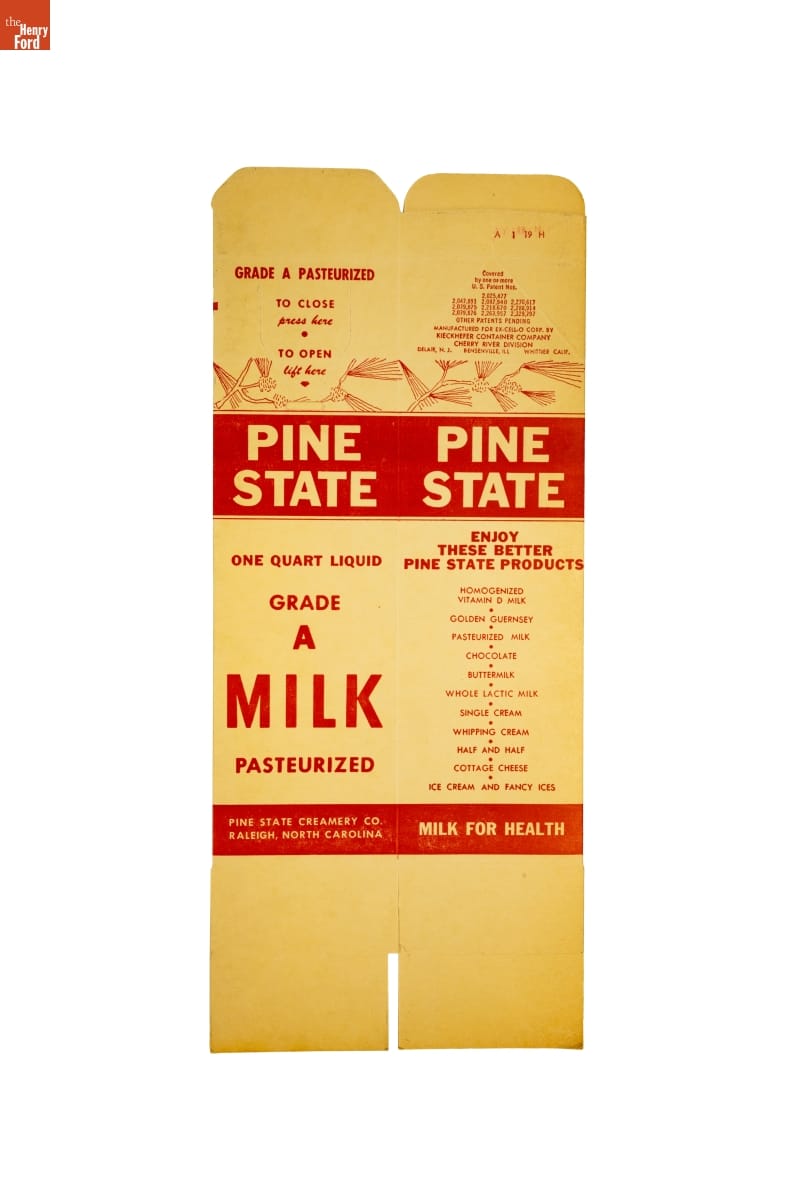 the
Henry
Ford
GRADE A PASTEURIZED
TO CLOSE
press here
TO OPEN
lift here
PINE
STATE
ONE QUART LIQUID
GRADE
A
MILK
PASTEURIZED
PINE STATE CREAMERY CO.
RALEIGH, NORTH CAROLINA
A 1 19 H
Covered
by one or more
U. S. Patent Nos.
2,025,477
OTHER PATENTS PENDING
MANUFACTURED FOR EX-CELL-O CORP. BY
KIECKHEFER CONTAINER COMPANY
CHERRY RIVER DIVISION
DELAIR, N. J. BENSENVILLE, ILL WHITTIER CALIF.
PINE
STATE
ENJOY
THESE BETTER
PINE STATE PRODUCTS
HOMOGENIZED
VITAMIN D MILK
GOLDEN GUERNSEY
PASTEURIZED MILK
CHOCOLATE
BUTTERMILK
WHOLE LACTIC MILK
SINGLE CREAM
WHIPPING CREAM
HALF AND HALF
COTTAGE CHEESE
ICE CREAM AND FANCY ICES
MILK FOR HEALTH